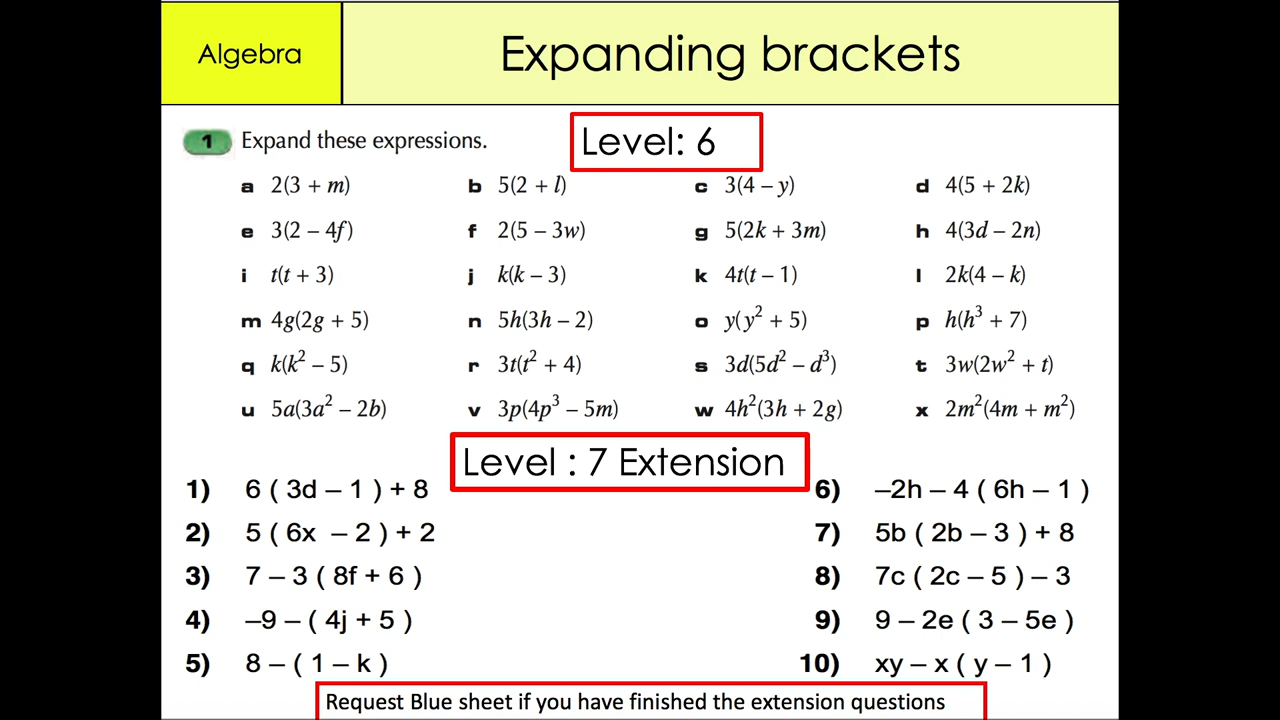 Algebra
Expanding brackets
1 Expand these expressions.
Level: 6
a 2(3 + m) b 5(2 + l) c 3(4 – y) d 4(5 + 2k)
e 3(2 – 4f) f 2(5 – 3w) g 5(2k + 3m) h 4(3d – 2n)
i t(t + 3) j k(k – 3) k 4t(t – 1) l 2k(4 – k)
m 4g(2g + 5) n 5h(3h – 2) o y(y² + 5) p h(h³ + 7)
q k(k² – 5) r 3t(t² + 4) s 3d(5d² – d³) t 3w(2w² + t)
u 5a(3a² – 2b) v 3p(4p³ – 5m) w 4h²(3h + 2g) x 2m²(4m + m²)
Level : 7 Extension
1) 6 ( 3d – 1 ) + 8
2) 5 ( 6x – 2 ) + 2
3) 7 – 3 ( 8f + 6 )
4) –9 – ( 4j + 5 )
5) 8 – ( 1 – k )
6) –2h – 4 ( 6h – 1 )
7) 5b ( 2b – 3 ) + 8
8) 7c ( 2c – 5 ) – 3
9) 9 – 2e ( 3 – 5e )
10) xy – x ( y – 1 )
Request Blue sheet if you have finished the extension questions